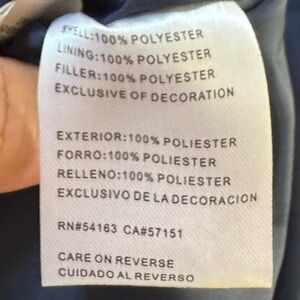 SHELL:100% POLYESTER
LINING:100% POLYESTER
FILLER:100% POLYESTER
EXCLUSIVE OF DECORATION
EXTERIOR:100% POLIESTER
FORRO:100% POLIESTER
RELLENO:100% POLIESTER
EXCLUSIVO DE LA DECORACION
RN#54163 CA#57151
CARE ON REVERSE
CUIDADO AL REVERSO